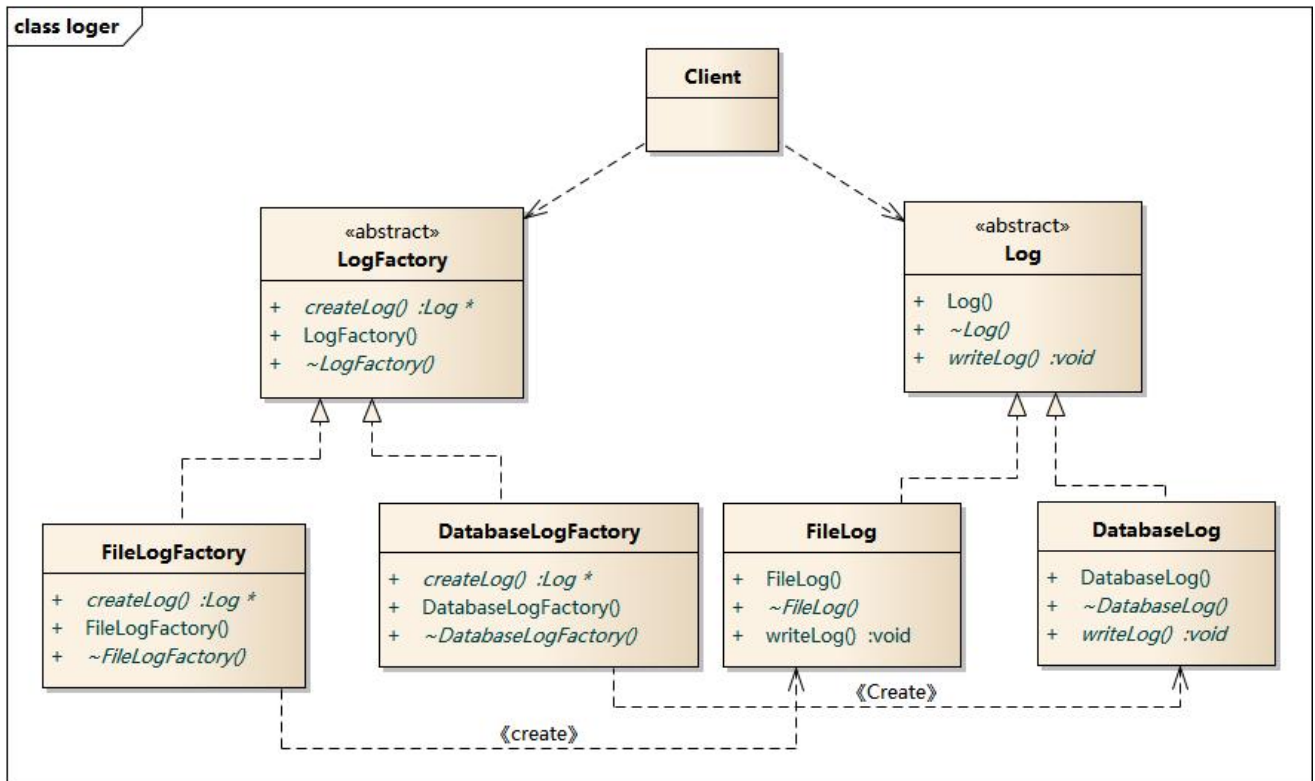 class loger
Client
«abstract»
LogFactory
+ createLog() :Log *
+ LogFactory()
+ ~LogFactory()
«abstract»
Log
+ Log()
+ ~Log()
+ writeLog() :void
FileLogFactory
+ createLog() :Log *
+ FileLogFactory()
+ ~FileLogFactory()
DatabaseLogFactory
+ createLog() :Log *
+ DatabaseLogFactory()
+ ~DatabaseLogFactory()
FileLog
+ FileLog()
+ ~FileLog()
+ writeLog() :void
DatabaseLog
+ DatabaseLog()
+ ~DatabaseLog()
+ writeLog() :void
《Create》
《create》